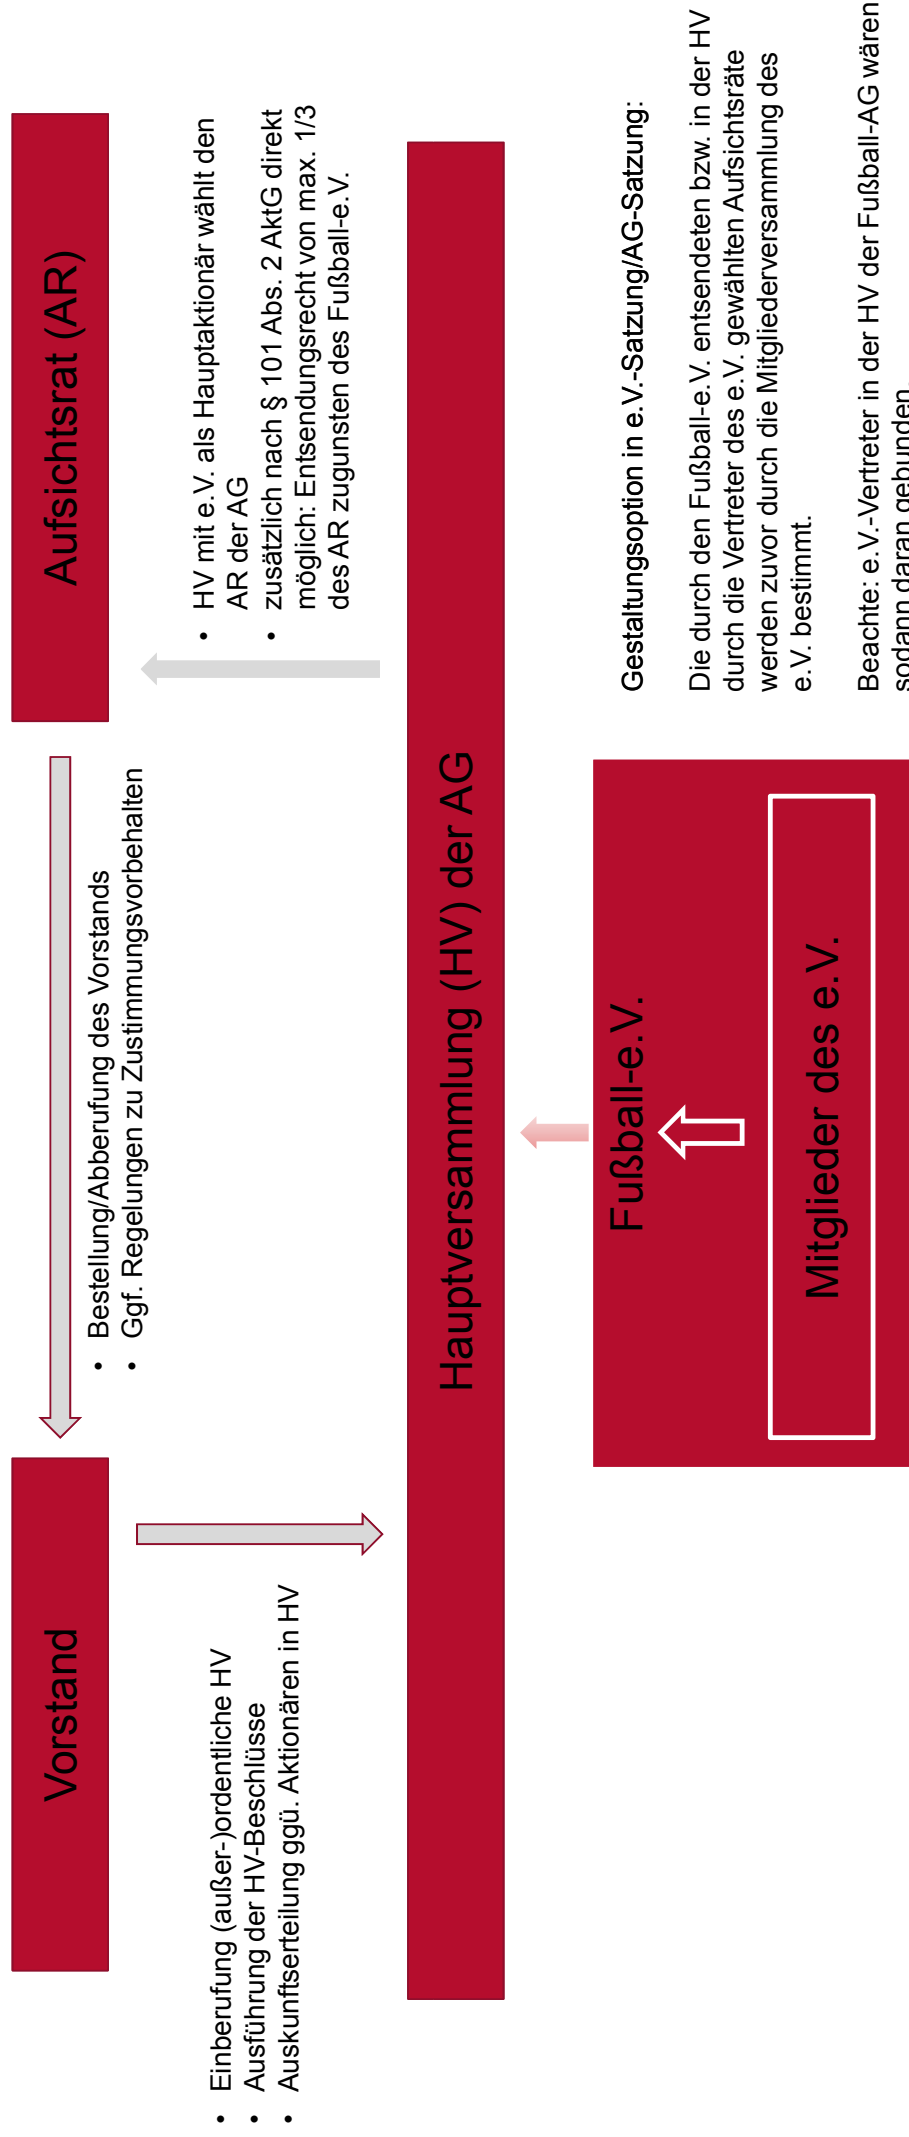 Vorstand
Aufsichtsrat (AR)
• Bestellung/Abberufung des Vorstands
• Ggf. Regelungen zu Zustimmungsvorbehalten
• Einberufung (außer-)ordentliche HV
• Ausführung der HV-Beschlüsse
• Auskunftserteilung ggü. Aktionären in HV
• HV mit e.V. als Hauptaktionär wählt den
AR der AG
• zusätzlich nach § 101 Abs. 2 AktG direkt
möglich: Entsendungsrecht von max. 1/3
des AR zugunsten des Fußball-e.V.
Hauptversammlung (HV) der AG
Fußball-e.V.
Mitglieder des e.V.
Gestaltungsoption in e.V.-Satzung/AG-Satzung:
Die durch den Fußball-e.V. entsendeten bzw. in der HV
durch die Vertreter des e.V. gewählten Aufsichtsräte
werden zuvor durch die Mitgliederversammlung des
e.V. bestimmt.
Beachte: e.V.-Vertreter in der HV der Fußball-AG wären
sodann daran gebunden.